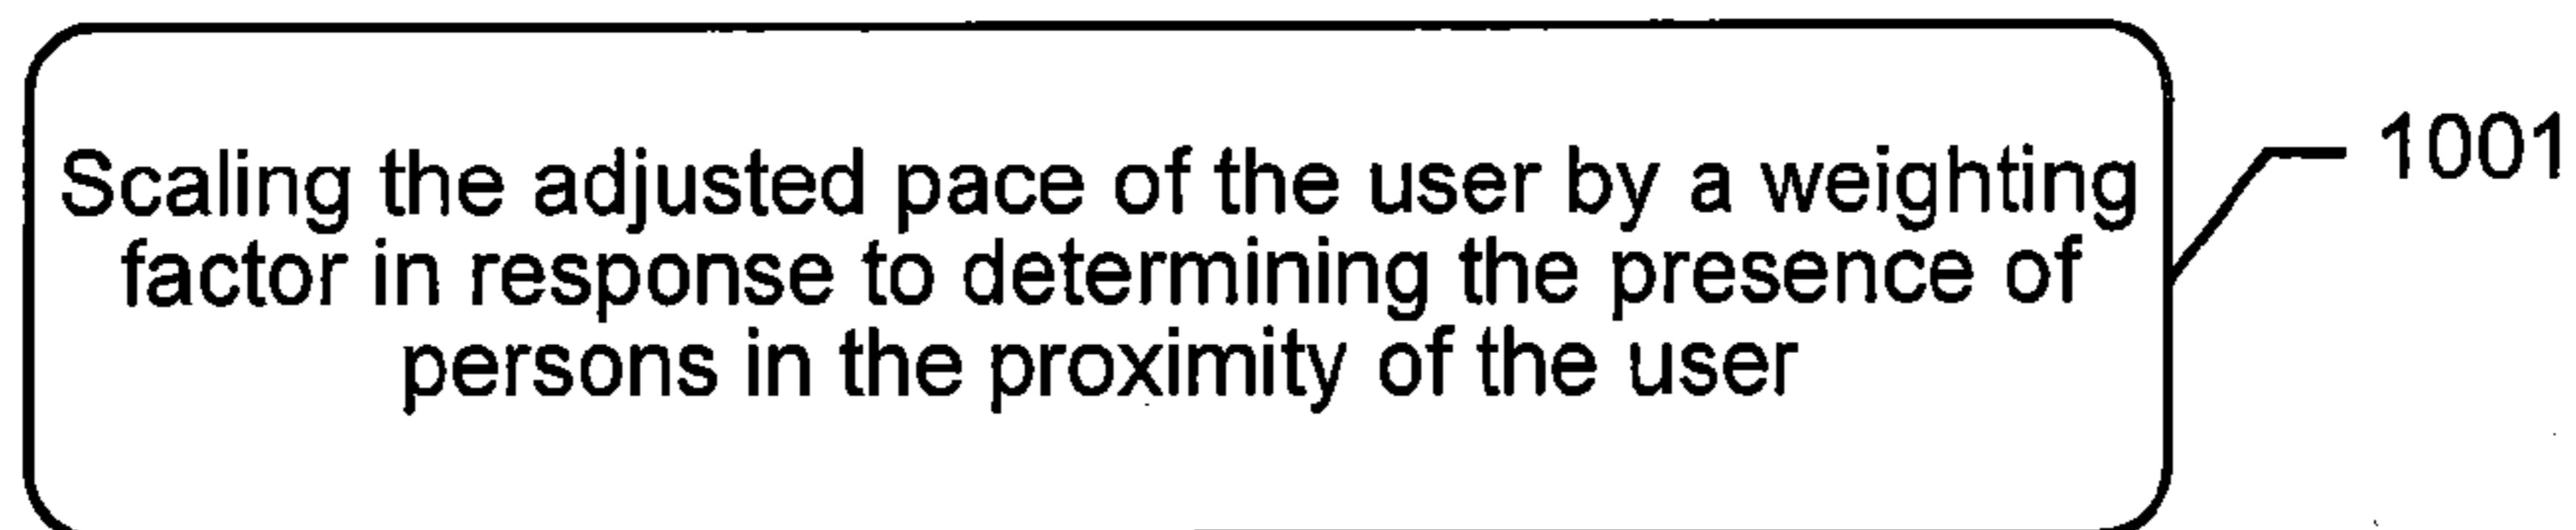 Scaling the adjusted pace of the user by a weighting
factor in response to determining the presence of
persons in the proximity of the user
1001